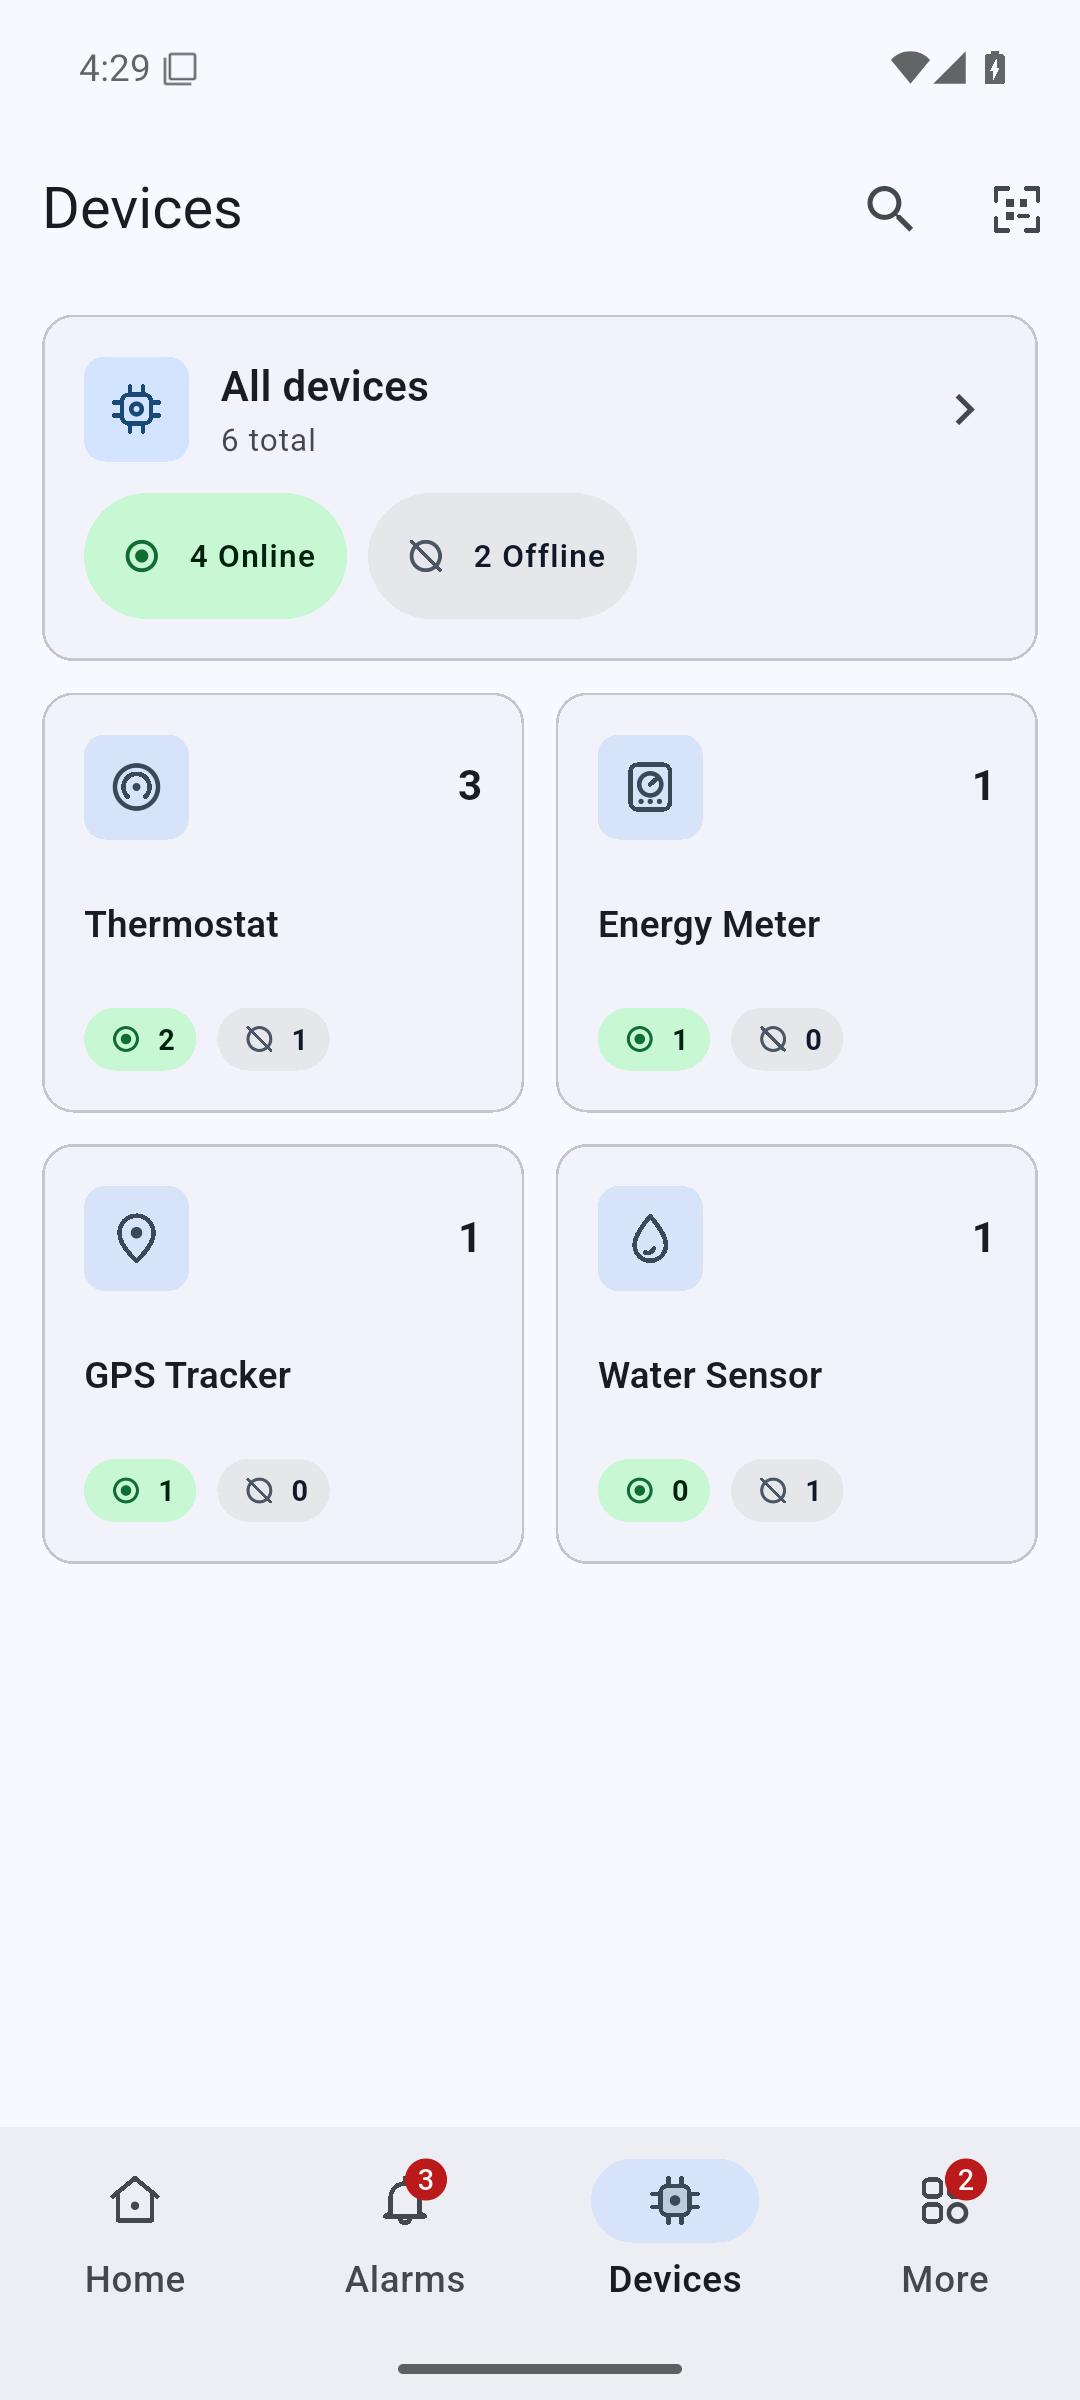 4:29
Devices
All devices
6 total
4 Online
2 Offline
3
1
Thermostat
Energy Meter
2
1
1
0
1
1
GPS Tracker
Water Sensor
1
0
0
1
3
2
Home
Alarms
Devices
More